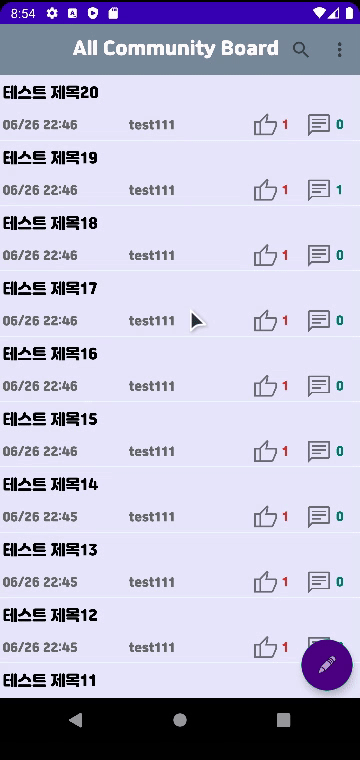 8:54
All Community Board
테스트 제목20
06/26 22:46 test111 1 0
테스트 제목19
06/26 22:46 test111 1 1
테스트 제목18
06/26 22:46 test111 1 0
테스트 제목17
06/26 22:46 test111 1 0
테스트 제목16
06/26 22:46 test111 1 0
테스트 제목15
06/26 22:46 test111 1 0
테스트 제목14
06/26 22:45 test111 1 0
테스트 제목13
06/26 22:45 test111 1 0
테스트 제목12
06/26 22:45 test111 1
테스트 제목11